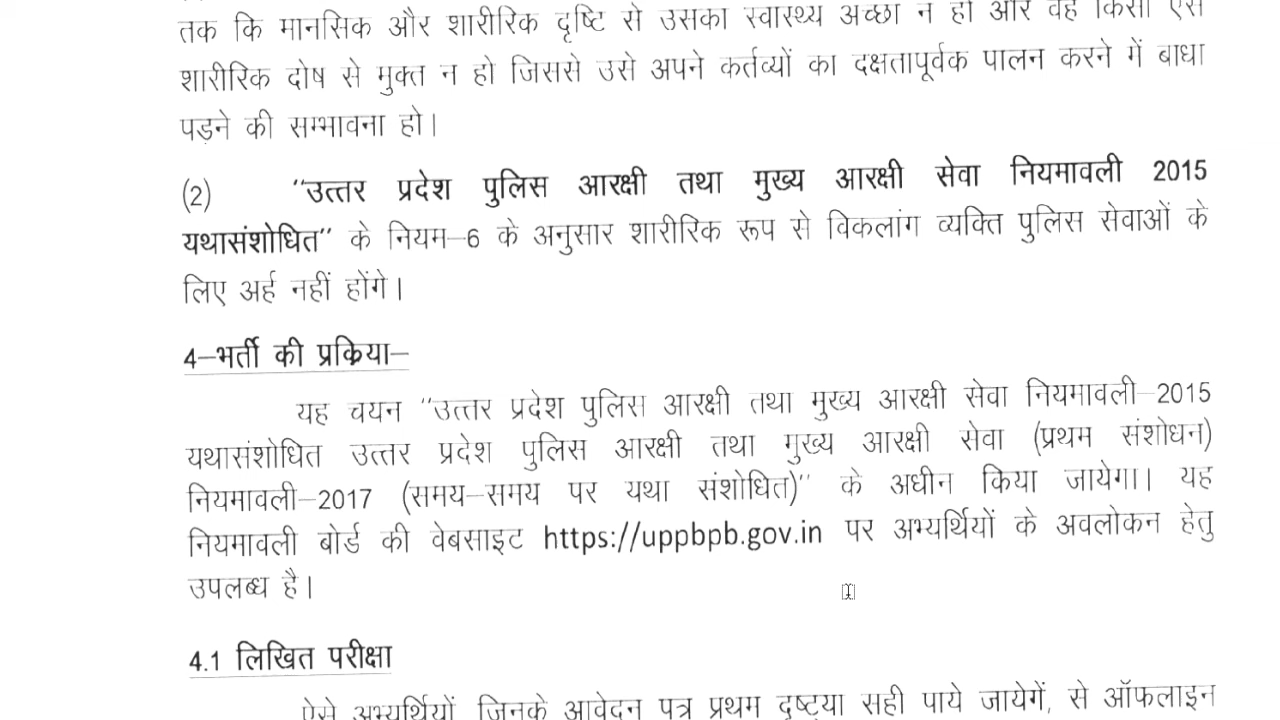 तक कि मानसिक और शारीरिक दृष्टि से उसका स्वास्थ्य अच्छा न हो और वह किसी ऐसे
शारीरिक दोष से मुक्त न हो जिससे उसे अपने कर्तव्यों का दक्षतापूर्वक पालन करने में बाधा
पड़ने की सम्भावना हो।
(2) "उत्तर प्रदेश पुलिस आरक्षी तथा मुख्य आरक्षी सेवा नियमावली 2015
यथासंशोधित" के नियम–6 के अनुसार शारीरिक रूप से विकलांग व्यक्ति पुलिस सेवाओं के
लिए अर्ह नहीं होंगे।
4–भर्ती की प्रक्रिया–
यह चयन "उत्तर प्रदेश पुलिस आरक्षी तथा मुख्य आरक्षी सेवा नियमावली–2015
यथासंशोधित उत्तर प्रदेश पुलिस आरक्षी तथा मुख्य आरक्षी सेवा (प्रथम संशोधन)
नियमावली–2017 (समय–समय पर यथा संशोधित)" के अधीन किया जायेगा।। यह
नियमावली बोर्ड की वेबसाइट https://uppbpb.gov.in पर अभ्यर्थियों के अवलोकन हेतु
उपलब्ध है।
4.1 लिखित परीक्षा
ऐसे अभ्यर्थियों, जिनके आवेदन पत्र प्रथम दृष्टया सही पाये जायेगें, से ऑफलाइन